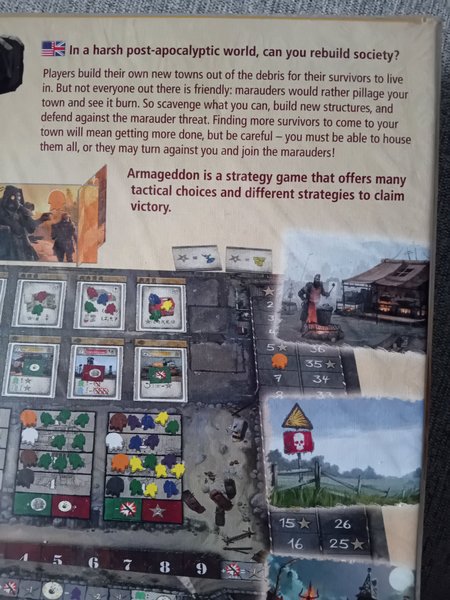 In a harsh post-apocalyptic world, can you rebuild society?
Players build their own new towns out of the debris for their survivors to live
in. But not everyone out there is friendly: marauders would rather pillage your
town and see it burn. So scavenge what you can, build new structures, and
defend against the marauder threat. Finding more survivors to come to your
town will mean getting more done, but be careful – you must be able to house
them all, or they may turn against you and join the marauders!
Armageddon is a strategy game that offers many
tactical choices and different strategies to claim
victory.
5 36
35
7 34
15 26
16 25
5 6 7 8 9